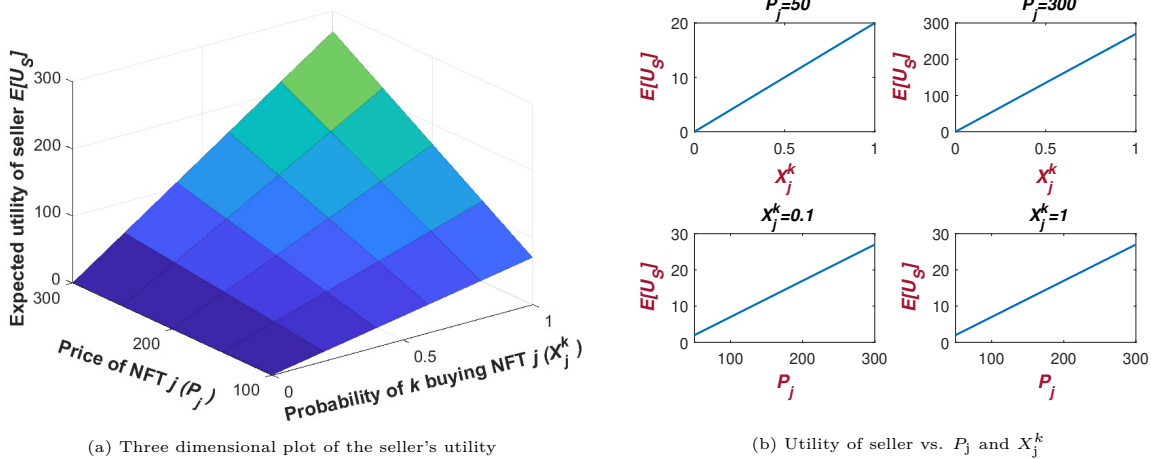 Expected utility of seller E[U_S]
300
200
100
0
300
200
100
Price of NFT j (P_j)
0
0.5
1
Probability of k buying NFT j (X_j^k)
(a) Three dimensional plot of the seller's utility
P_j=50
E[U_S]
20
10
0
0
0.5
1
X_j^k
P_j=300
E[U_S]
300
200
100
0
0
0.5
1
X_j^k
X_j^k=0.1
E[U_S]
30
20
10
0
100
200
300
P_j
X_j^k=1
E[U_S]
30
20
10
0
100
200
300
P_j
(b) Utility of seller vs. P_j and X_j^k